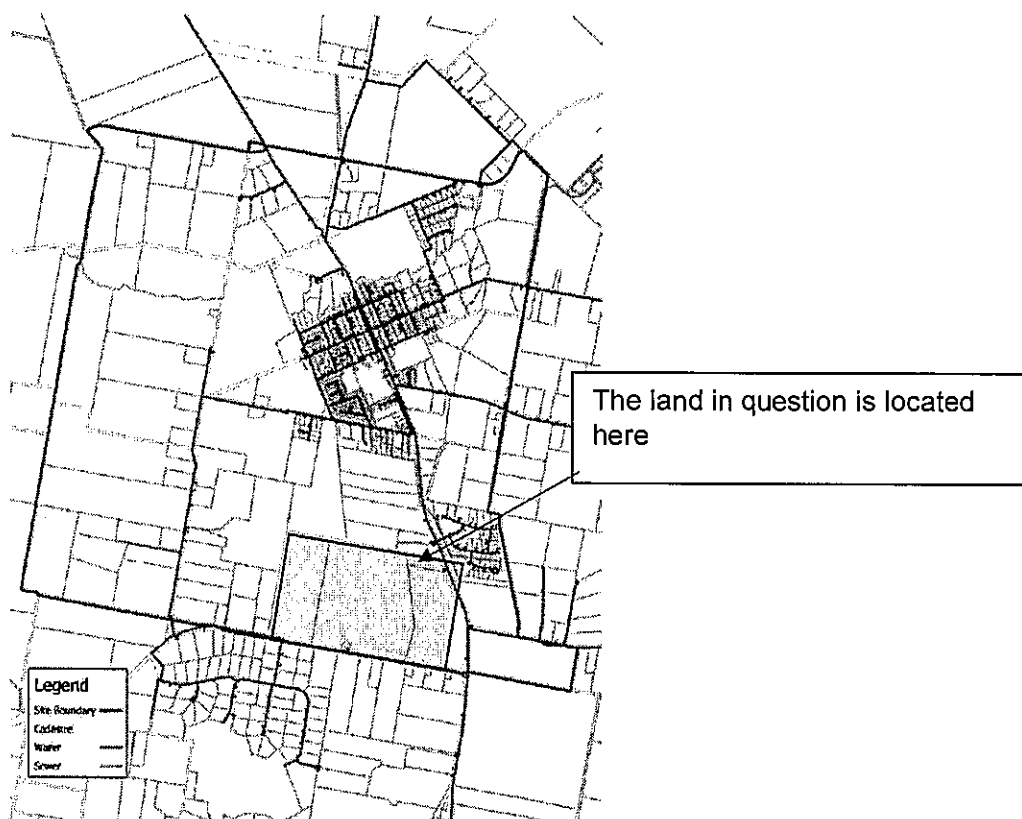 The land in question is located
here
Legend
Site Boundary
Cadastre
Water
Sewer